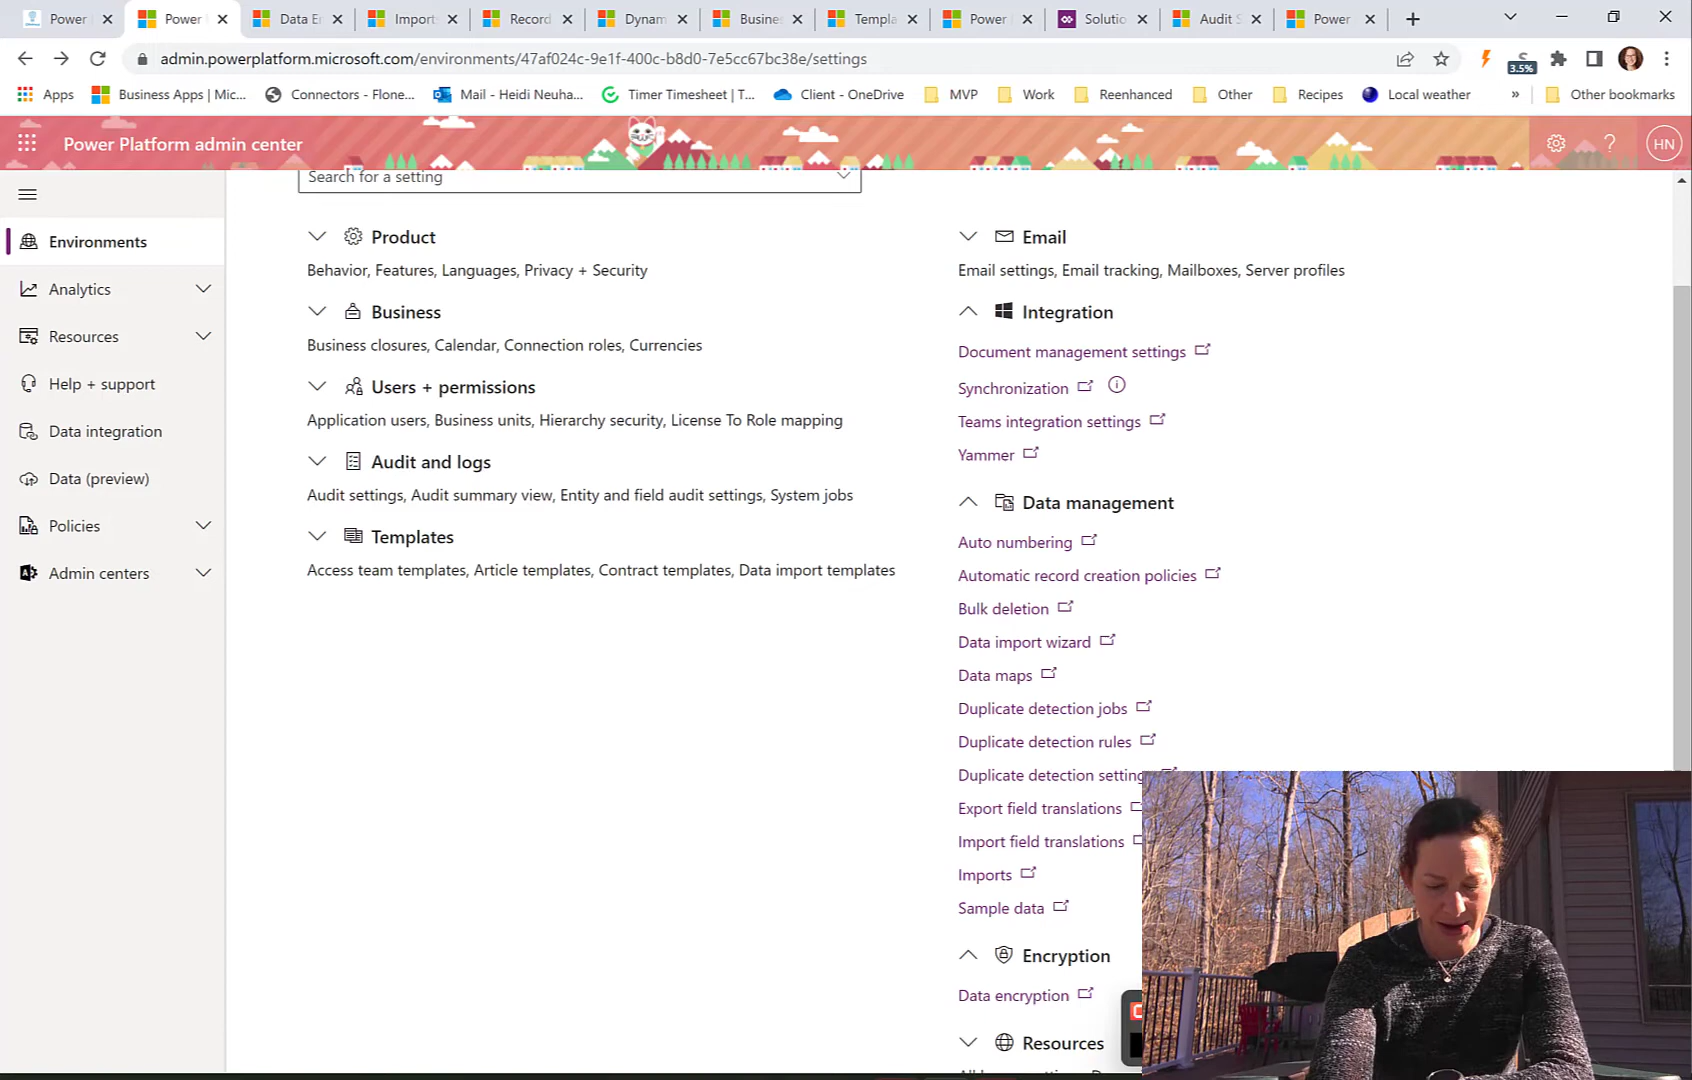 Power
Power
Data E
Import
Record
Dynam
Busine
Templa
Power
Solutio
Audit S
Power
admin.powerplatform.microsoft.com/environments/47af024c-9e1f-400c-b8d0-7e5cc67bc38e/settings
3.5%
Apps
Business Apps | Mic...
Connectors - Flone...
Mail - Heidi Neuha...
Timer Timesheet | T...
Client - OneDrive
MVP
Work
Reenhanced
Other
Recipes
Local weather
»
Other bookmarks
Power Platform admin center
? HN
Search for a setting
Environments
Analytics
Resources
Help + support
Data integration
Data (preview)
Policies
Admin centers
Product
Behavior, Features, Languages, Privacy + Security
Business
Business closures, Calendar, Connection roles, Currencies
Users + permissions
Application users, Business units, Hierarchy security, License To Role mapping
Audit and logs
Audit settings, Audit summary view, Entity and field audit settings, System jobs
Templates
Access team templates, Article templates, Contract templates, Data import templates
Email
Email settings, Email tracking, Mailboxes, Server profiles
Integration
Document management settings
Synchronization
Teams integration settings
Yammer
Data management
Auto numbering
Automatic record creation policies
Bulk deletion
Data import wizard
Data maps
Duplicate detection jobs
Duplicate detection rules
Duplicate detection setting
Export field translations
Import field translations
Imports
Sample data
Encryption
Data encryption
Resources